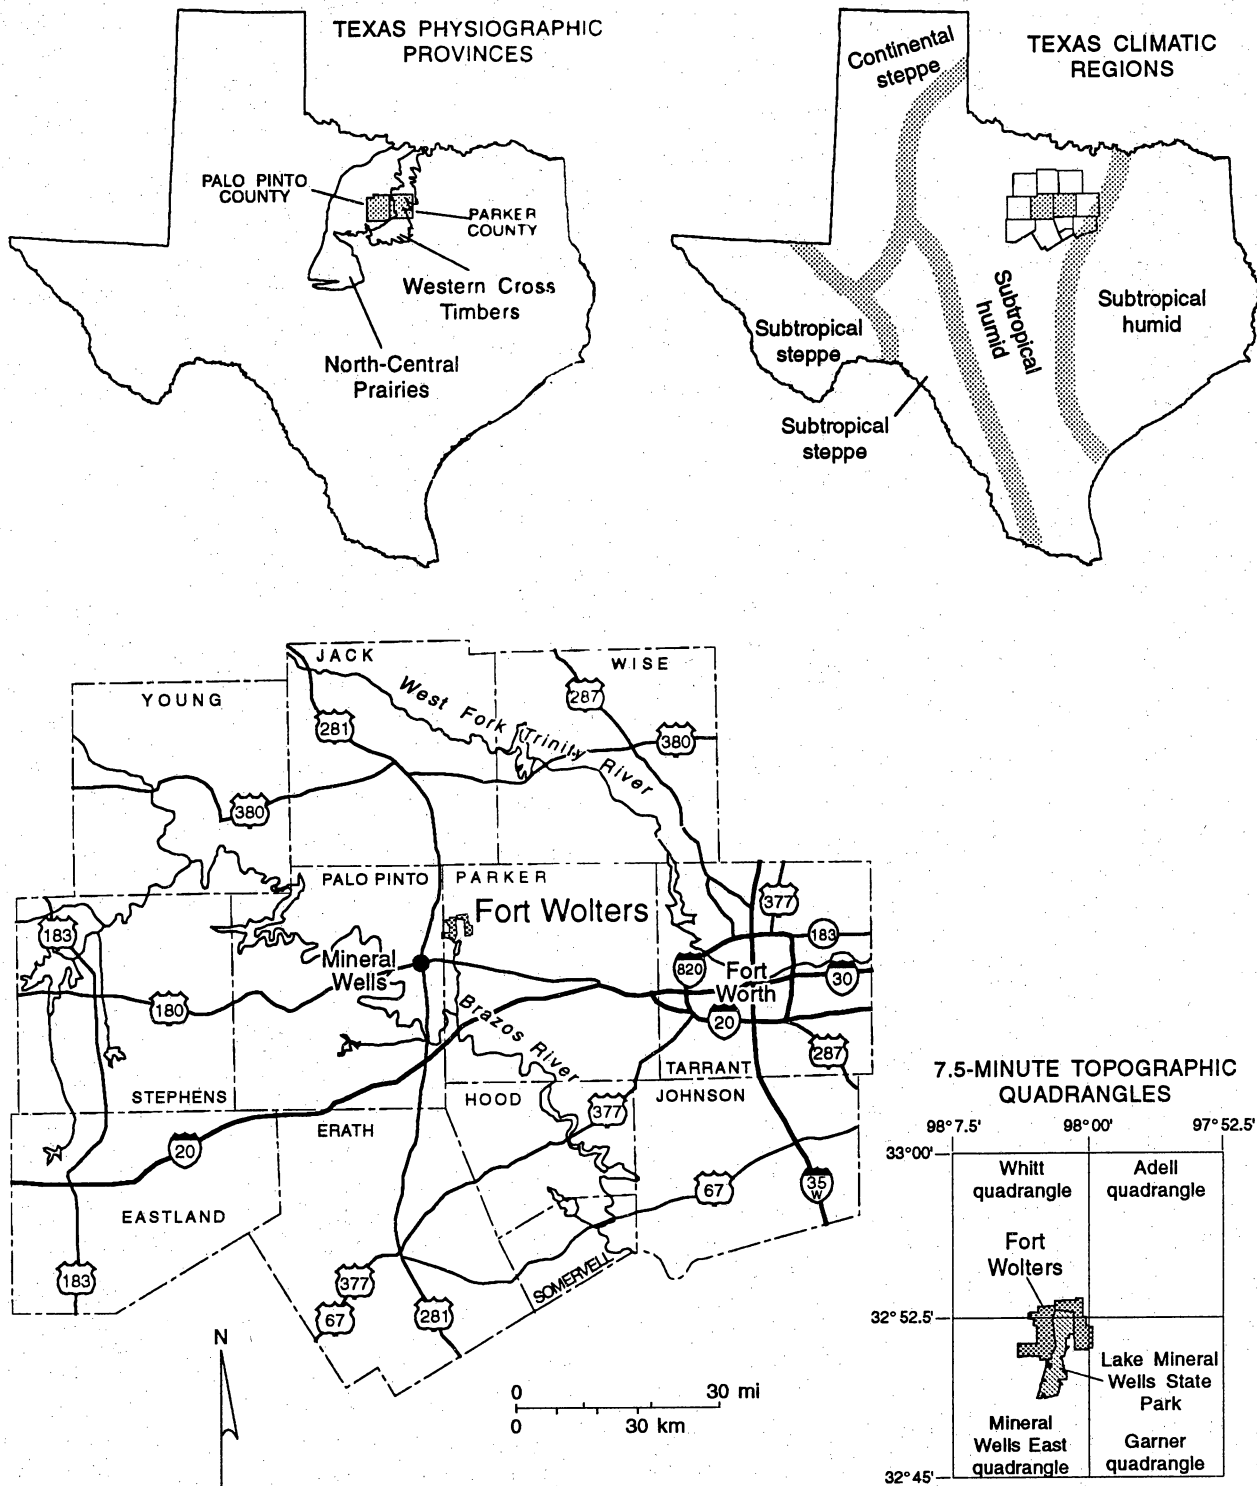 TEXAS PHYSIOGRAPHIC
PROVINCES
PALO PINTO
COUNTY
PARKER
COUNTY
Western Cross
Timbers
North-Central
Prairies
TEXAS CLIMATIC
REGIONS
Continental
steppe
Subtropical
humid
Subtropical
humid
Subtropical
steppe
Subtropical
steppe
JACK
WISE
YOUNG
West Fork Trinity River
287
281
380
380
PALO PINTO
PARKER
Fort Wolters
377
183
183
Mineral
Wells
820
Fort
Worth
30
180
20
Brazos River
287
TARRANT
STEPHENS
HOOD
JOHNSON
377
ERATH
20
67
35
W
EASTLAND
SOMERVELL
183
377
67
281
N
0 30 mi
0 30 km
7.5-MINUTE TOPOGRAPHIC
QUADRANGLES
98°7.5' 98°00' 97°52.5'
33°00'
Whitt
quadrangle
Adell
quadrangle
Fort
Wolters
32°52.5'
Lake Mineral
Wells State
Park
Mineral
Wells East
quadrangle
Garner
quadrangle
32°45'